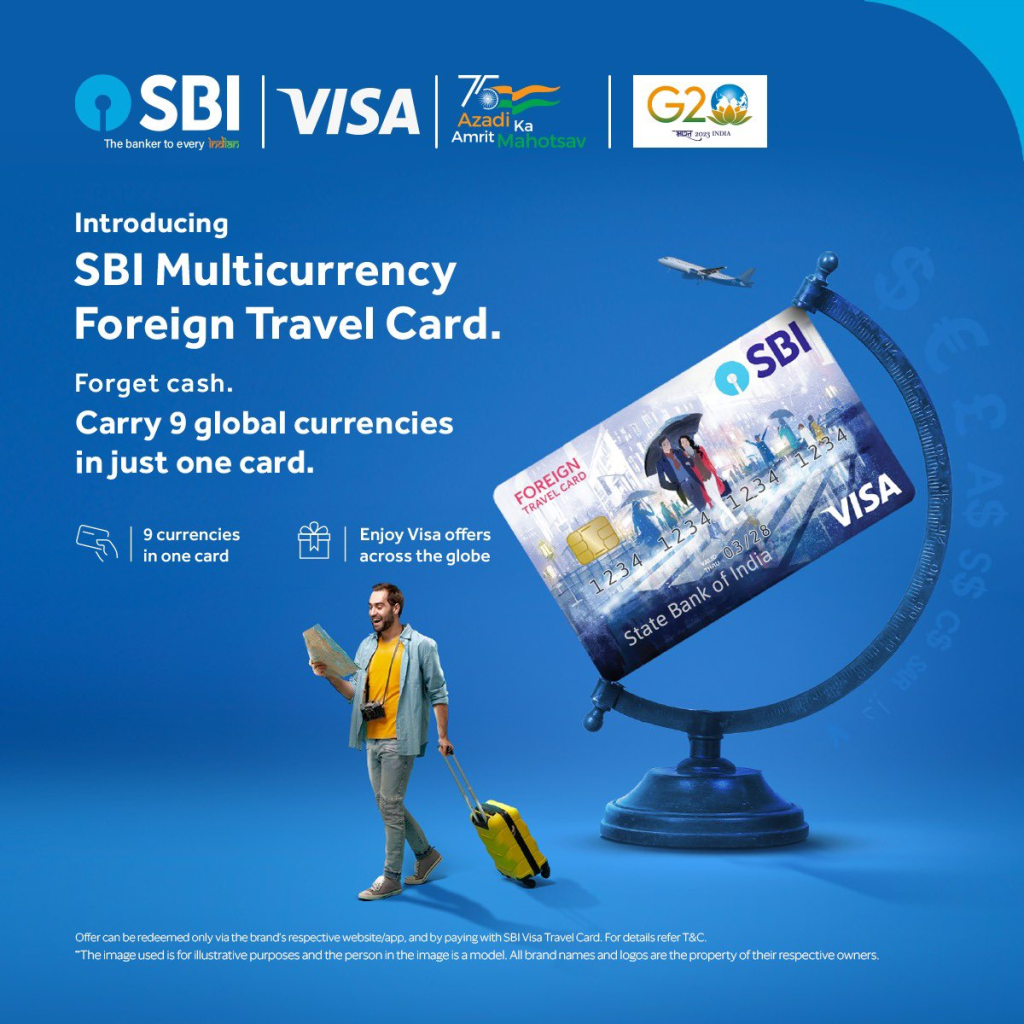 SBI
The banker to every Indian
VISA
75
Azadi Ka
Amrit Mahotsav
G20
भारत 2023 INDIA
Introducing
SBI Multicurrency
Foreign Travel Card.
Forget cash.
Carry 9 global currencies
in just one card.
9 currencies
in one card
Enjoy Visa offers
across the globe
SBI
FOREIGN
TRAVEL CARD
1234 1234 1234 1234
VALID
THRU 03/28
VISA
State Bank of India
$
€
£
A$
S$
C$
SAR
Offer can be redeemed only via the brand's respective website/app, and by paying with SBI Visa Travel Card. For details refer T&C.
*The image used is for illustrative purposes and the person in the image is a model. All brand names and logos are the property of their respective owners.